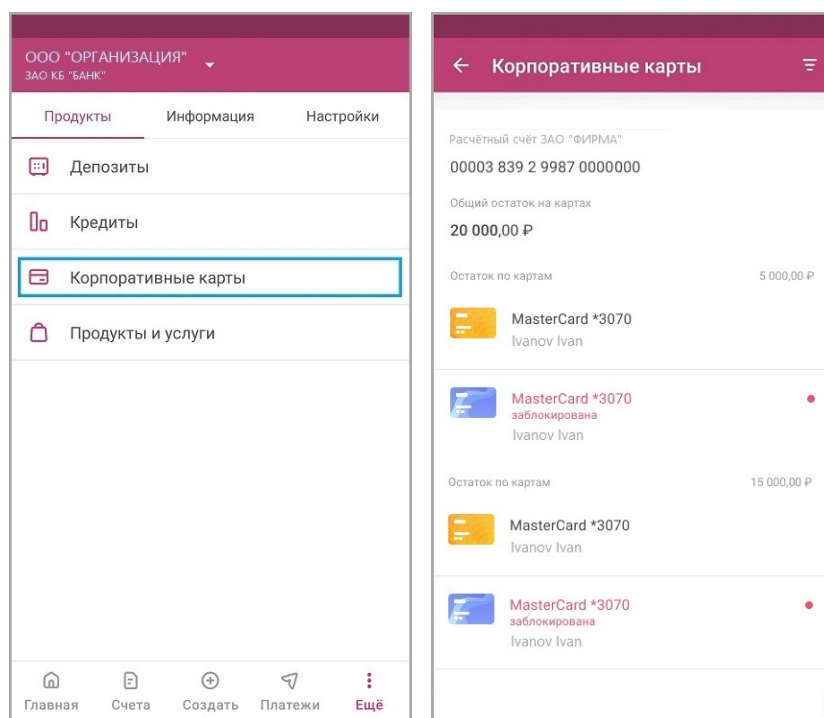 ООО "ОРГАНИЗАЦИЯ"
ЗАО КБ "БАНК"
Продукты Информация Настройки
Депозиты
Кредиты
Корпоративные карты
Продукты и услуги
Главная Счета Создать Платежи Ещё
Корпоративные карты
Расчётный счёт ЗАО "ФИРМА"
00003 839 2 9987 0000000
Общий остаток на картах
20 000,00 ₽
Остаток по картам 5 000,00 ₽
MasterCard *3070
Ivanov Ivan
MasterCard *3070
заблокирована
Ivanov Ivan
Остаток по картам 15 000,00 ₽
MasterCard *3070
Ivanov Ivan
MasterCard *3070
заблокирована
Ivanov Ivan